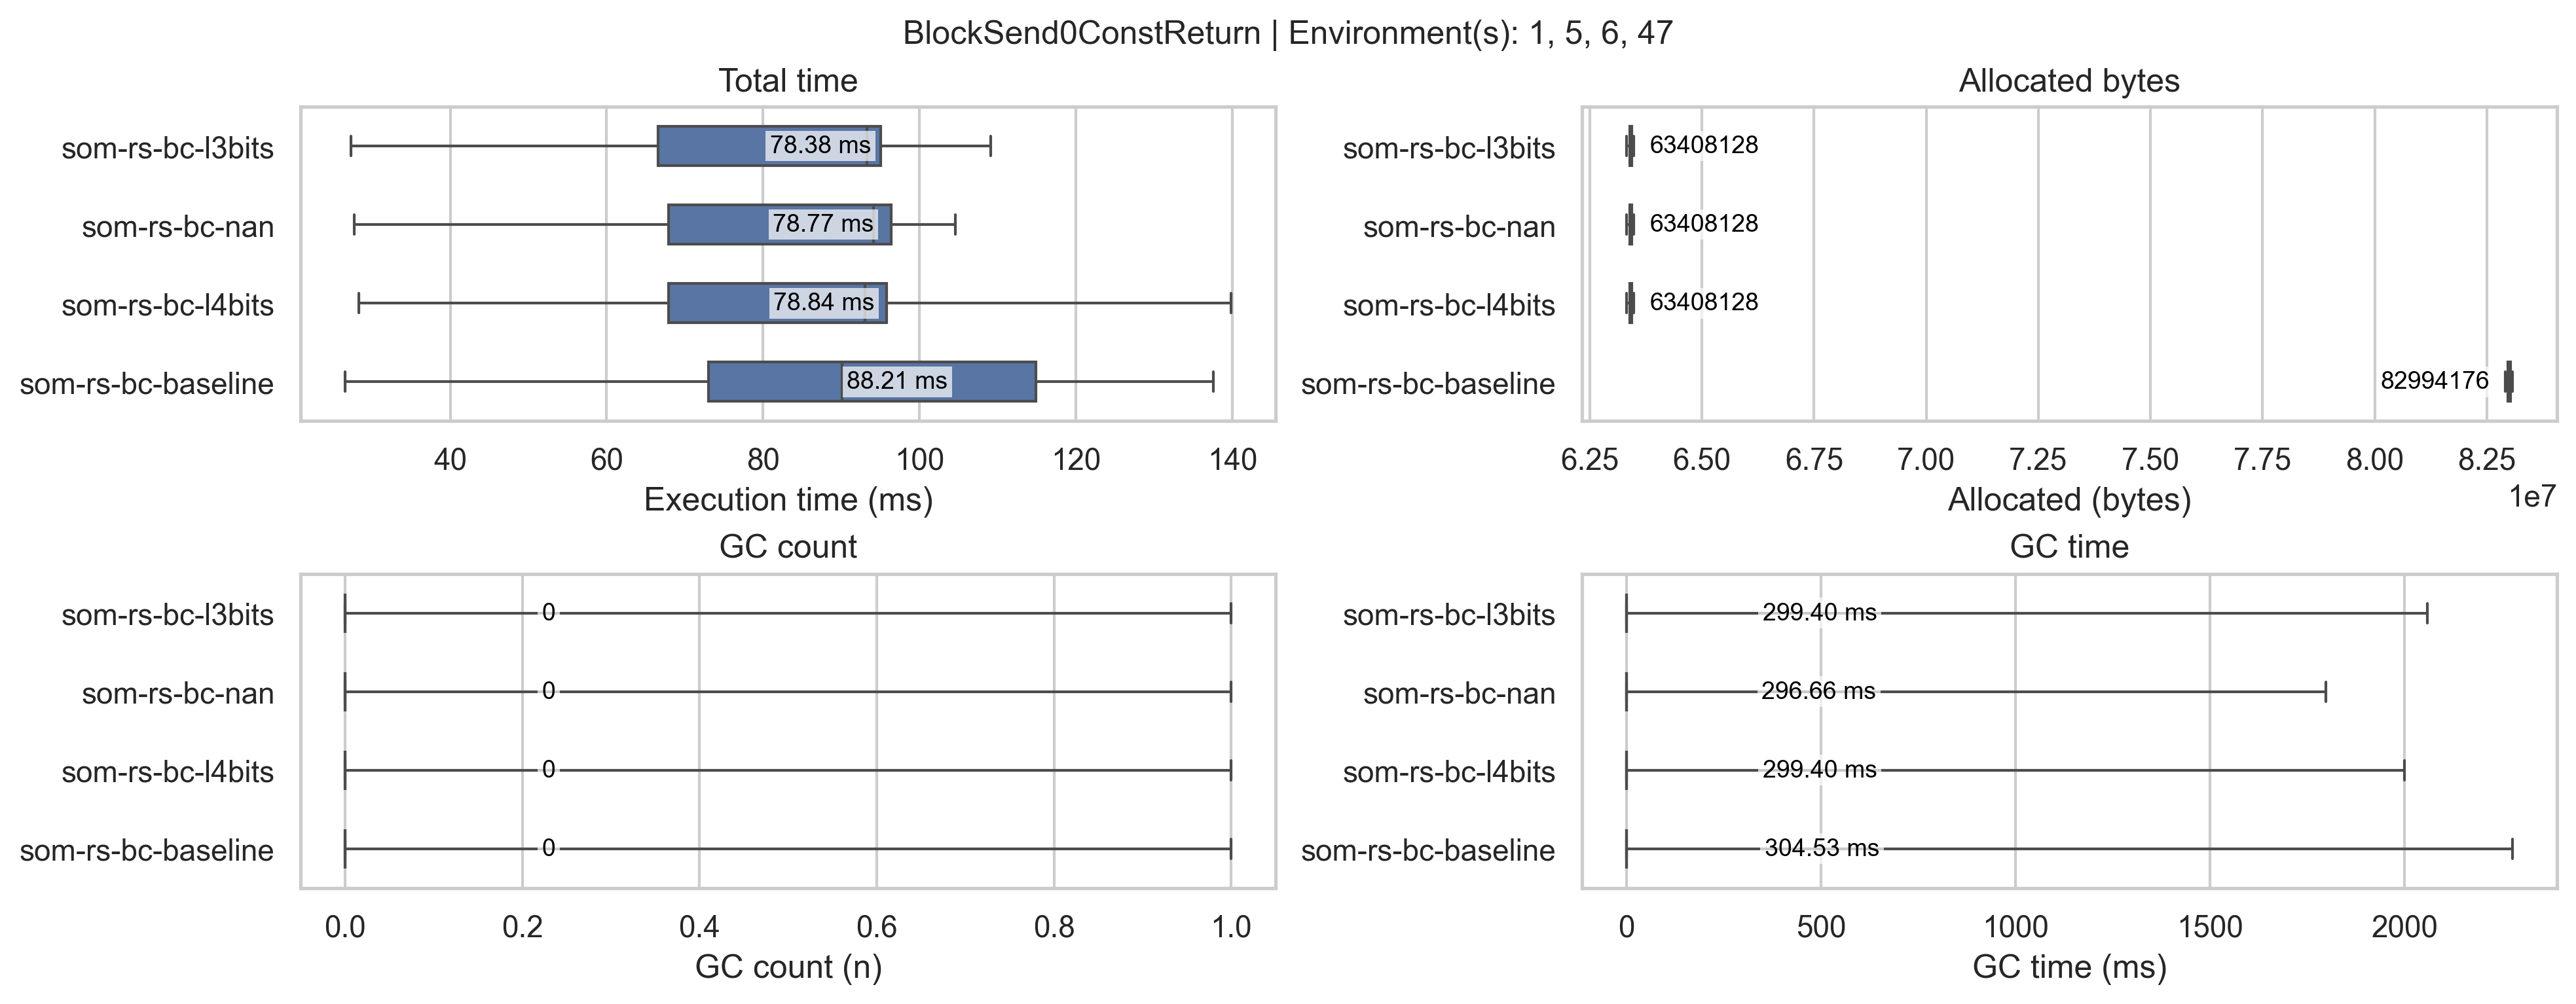 BlockSend0ConstReturn | Environment(s): 1, 5, 6, 47
Total time
som-rs-bc-l3bits
78.38 ms
som-rs-bc-nan
78.77 ms
som-rs-bc-l4bits
78.84 ms
som-rs-bc-baseline
88.21 ms
40 60 80 100 120 140
Execution time (ms)
Allocated bytes
som-rs-bc-l3bits
63408128
som-rs-bc-nan
63408128
som-rs-bc-l4bits
63408128
som-rs-bc-baseline
82994176
6.25 6.50 6.75 7.00 7.25 7.50 7.75 8.00 8.25
1e7
Allocated (bytes)
GC count
som-rs-bc-l3bits
0
som-rs-bc-nan
0
som-rs-bc-l4bits
0
som-rs-bc-baseline
0
0.0 0.2 0.4 0.6 0.8 1.0
GC count (n)
GC time
som-rs-bc-l3bits
299.40 ms
som-rs-bc-nan
296.66 ms
som-rs-bc-l4bits
299.40 ms
som-rs-bc-baseline
304.53 ms
0 500 1000 1500 2000
GC time (ms)